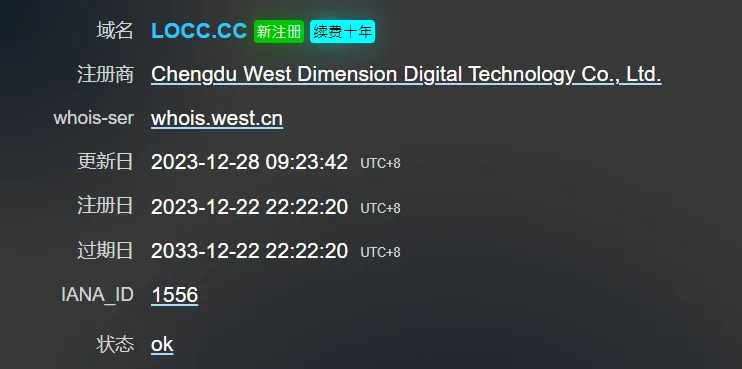 域名 LOCC.CC 新注册 续费十年
注册商 Chengdu West Dimension Digital Technology Co., Ltd.
whois-ser whois.west.cn
更新日 2023-12-28 09:23:42 UTC+8
注册日 2023-12-22 22:22:20 UTC+8
过期日 2033-12-22 22:22:20 UTC+8
IANA_ID 1556
状态 ok